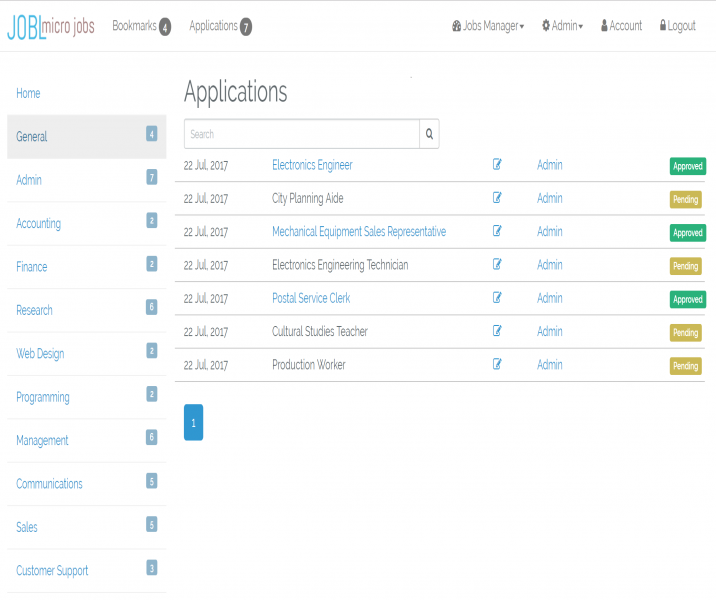 JOBI micro jobs Bookmarks 4 Applications 7 Jobs Manager Admin Account Logout
Applications
Search
Home
General 4
Admin 7
Accounting 2
Finance 2
Research 6
Web Design 2
Programming 2
Management 6
Communications 5
Sales 5
Customer Support 3
22 Jul, 2017 Electronics Engineer Admin Approved
22 Jul, 2017 City Planning Aide Admin Pending
22 Jul, 2017 Mechanical Equipment Sales Representative Admin Approved
22 Jul, 2017 Electronics Engineering Technician Admin Pending
22 Jul, 2017 Postal Service Clerk Admin Approved
22 Jul, 2017 Cultural Studies Teacher Admin Pending
22 Jul, 2017 Production Worker Admin Pending
1